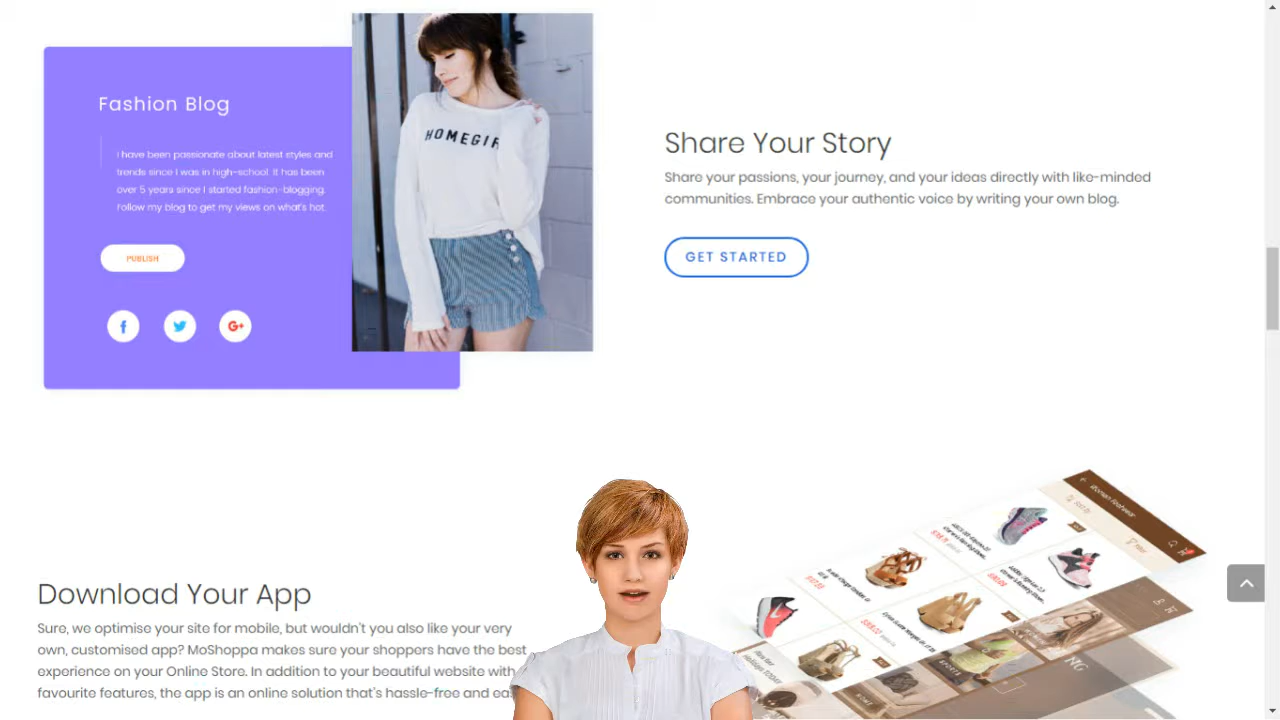 Fashion Blog
I have been passionate about latest styles and
trends since I was in high-school. It has been
over 5 years since I started fashion-blogging.
Follow my blog to get my views on what's hot.
PUBLISH
HOMEGIR
Share Your Story
Share your passions, your journey, and your ideas directly with like-minded
communities. Embrace your authentic voice by writing your own blog.
GET STARTED
Download Your App
Sure, we optimise your site for mobile, but wouldn't you also like your very
own, customised app? MoShoppa makes sure your shoppers have the best
experience on your Online Store. In addition to your beautiful website with
favourite features, the app is an online solution that's hassle-free and
Women Footwear